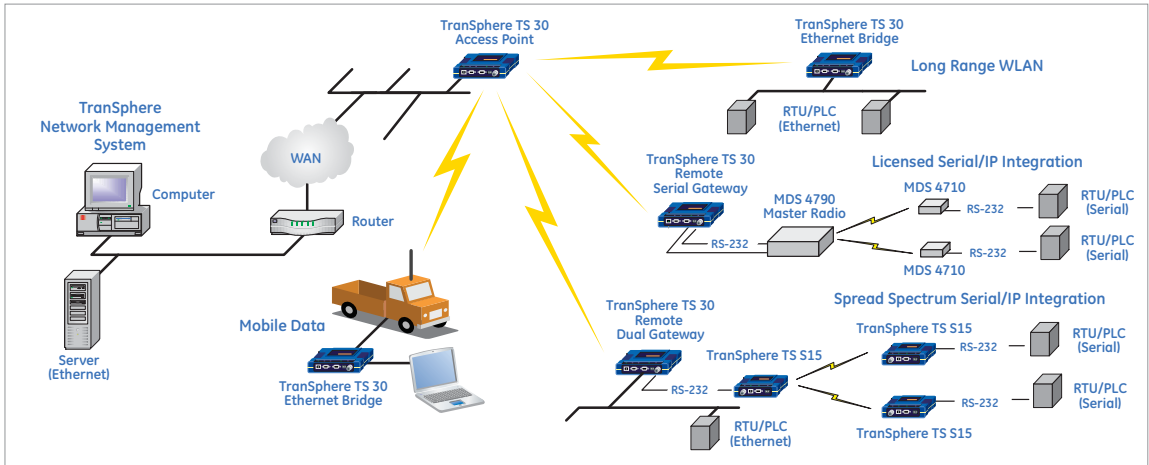 TranSphere TS 30
Access Point
TranSphere TS 30
Ethernet Bridge
Long Range WLAN
RTU/PLC
(Ethernet)
TranSphere
Network Management
System
Computer
WAN
Router
Server
(Ethernet)
Mobile Data
TranSphere TS 30
Ethernet Bridge
TranSphere TS 30
Remote
Serial Gateway
RS-232
MDS 4790
Master Radio
Licensed Serial/IP Integration
MDS 4710
RS-232
RTU/PLC
(Serial)
MDS 4710
RS-232
RTU/PLC
(Serial)
Spread Spectrum Serial/IP Integration
TranSphere TS 30
Remote
Dual Gateway
RS-232
TranSphere TS S15
TranSphere TS S15
RS-232
RTU/PLC
(Serial)
TranSphere TS S15
RS-232
RTU/PLC
(Serial)
RTU/PLC
(Ethernet)